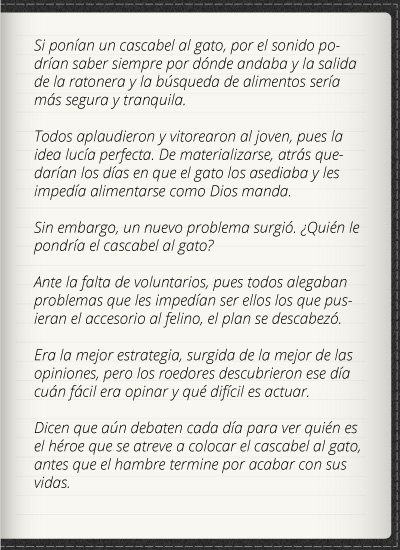 Si ponían un cascabel al gato, por el sonido po-
drían saber siempre por dónde andaba y la salida
de la ratonera y la búsqueda de alimentos sería
más segura y tranquila.
Todos aplaudieron y vitorearon al joven, pues la
idea lucía perfecta. De materializarse, atrás que-
darían los días en que el gato los asediaba y les
impedía alimentarse como Dios manda.
Sin embargo, un nuevo problema surgió. ¿Quién le
pondría el cascabel al gato?
Ante la falta de voluntarios, pues todos alegaban
problemas que les impedían ser ellos los que pus-
ieran el accesorio al felino, el plan se descabezó.
Era la mejor estrategia, surgida de la mejor de las
opiniones, pero los roedores descubrieron ese día
cuán fácil era opinar y qué difícil es actuar.
Dicen que aún debaten cada día para ver quién es
el héroe que se atreve a colocar el cascabel al gato,
antes que el hambre termine por acabar con sus
vidas.